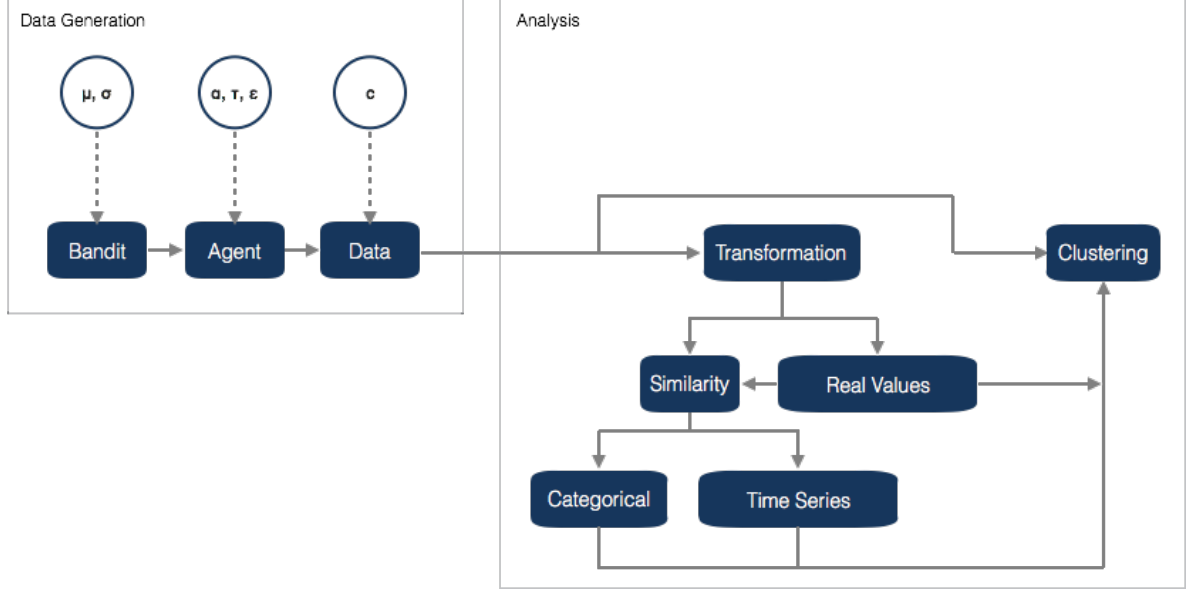 Data Generation
Analysis
μ, σ
α, τ, ε
c
Bandit
Agent
Data
Transformation
Clustering
Similarity
Real Values
Categorical
Time Series